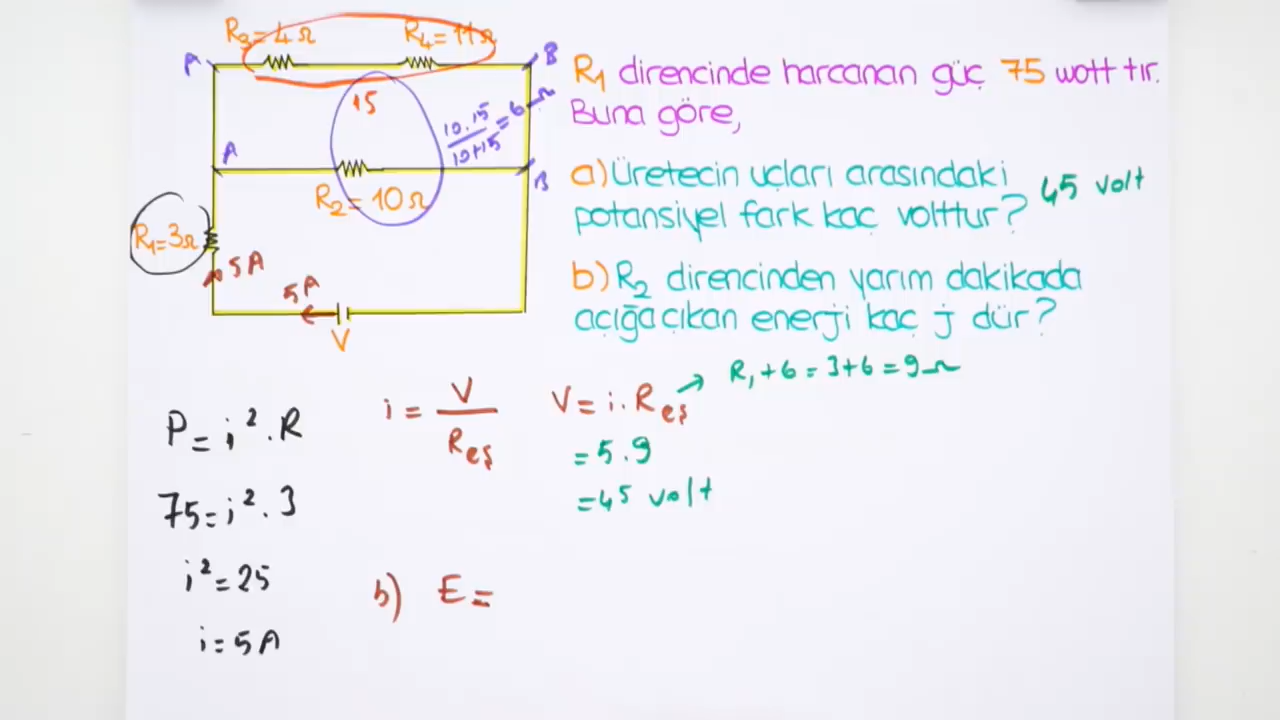 R3=4Ω
R4=11Ω
A
B
15
10.15
10+15
=6Ω
A
B
R2=10Ω
R1=3Ω
5A
5A
V
R1 direncinde harcanan güç 75 watt tır.
Buna göre,
a) Üretecin uçları arasındaki
potansiyel fark kaç volttur?
45 volt
b) R2 direncinden yarım dakikada
açığa çıkan enerji kaç j dür?
P=i².R
75=i².3
i²=25
i=5A
i=V
Reş
V=i.Reş
→ R1+6=3+6=9Ω
=5.9
=45 volt
b) E=